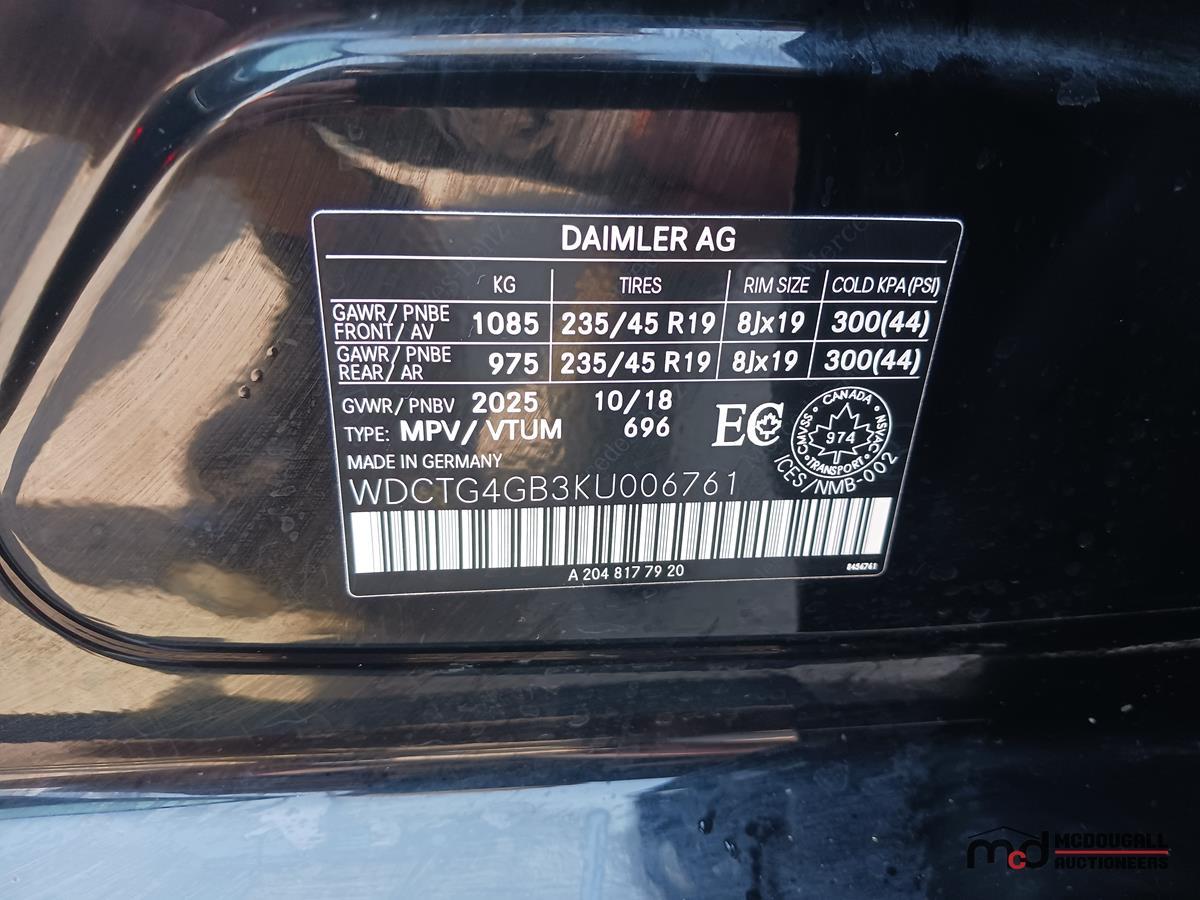 DAIMLER AG
KG TIRES RIM SIZE COLD KPA (PSI)
GAWR/PNBE FRONT/AV 1085 235/45 R19 8Jx19 300(44)
GAWR/PNBE REAR/AR 975 235/45 R19 8Jx19 300(44)
GVWR/PNBV 2025 10/18
TYPE: MPV/VTUM 696
EC
CANADA
CMVSS 974 NSVAC
TRANSPORT
ICES/NMB-002
MADE IN GERMANY
WDCTG4GB3KU006761
A 204 817 79 20
mcd MCDOUGALL
AUCTIONEERS